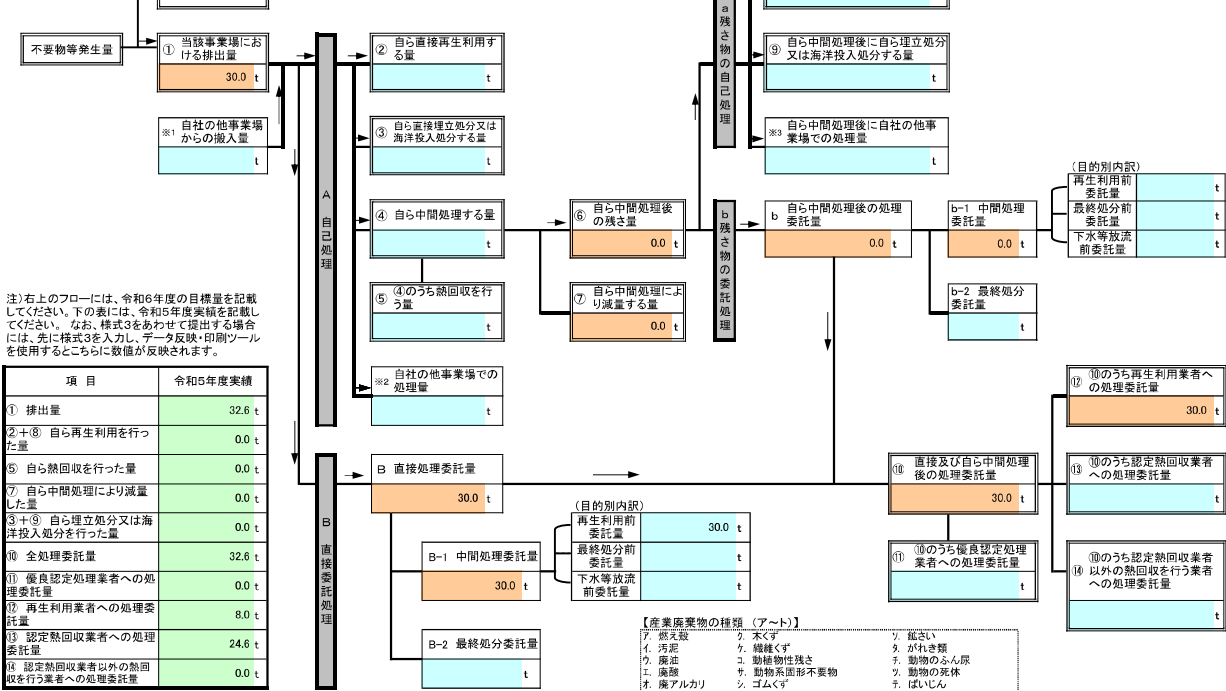 不要物等発生量
① 当該事業場にお
ける排出量
30.0 t
※1 自社の他事業場
からの搬入量
t
A 自己処理
② 自ら直接再生利用す
る量
t
③ 自ら直接埋立処分又は
海洋投入処分する量
t
④ 自ら中間処理する量
t
⑤ ④のうち熱回収を行
う量
t
※2 自社の他事業場での
処理量
t
⑥ 自ら中間処理後
の残さ量
0.0 t
⑦ 自ら中間処理によ
り減量する量
0.0 t
a残さ物の自己処理
⑨ 自ら中間処理後に自ら埋立処分
又は海洋投入処分する量
t
※3 自ら中間処理後に自社の他事
業場での処理量
t
b残さ物の委託処理
b 自ら中間処理後の処理
委託量
0.0 t
b-1 中間処理
委託量
0.0 t
b-2 最終処分
委託量
t
(目的別内訳)
再生利用前
委託量
t
最終処分前
委託量
t
下水等放流
前委託量
t
注)右上のフローには、令和6年度の目標量を記載
してください。下の表には、令和5年度実績を記載し
てください。 なお、様式3をあわせて提出する場合
には、先に様式3を入力し、データ反映・印刷ツール
を使用するとこちらに数値が反映されます。
項 目 令和5年度実績
① 排出量 32.6 t
②+⑧ 自ら再生利用を行っ
た量 0.0 t
⑤ 自ら熱回収を行った量 0.0 t
⑦ 自ら中間処理により減量
した量 0.0 t
③+⑨ 自ら埋立処分又は海
洋投入処分を行った量 0.0 t
⑩ 全処理委託量 32.6 t
⑪ 優良認定処理業者への処
理委託量 0.0 t
⑫ 再生利用業者への処理委
託量 8.0 t
⑬ 認定熱回収業者への処理
委託量 24.6 t
⑭ 認定熱回収業者以外の熱回
収を行う業者への処理委託量 0.0 t
B 直接委託処理
B 直接処理委託量
30.0 t
B-1 中間処理委託量
30.0 t
B-2 最終処分委託量
t
(目的別内訳)
再生利用前
委託量
30.0 t
最終処分前
委託量
t
下水等放流
前委託量
t
⑩ 直接及び自ら中間処理
後の処理委託量
30.0 t
⑪ ⑩のうち優良認定処理
業者への処理委託量
t
⑫ ⑩のうち再生利用業者へ
の処理委託量
30.0 t
⑬ ⑩のうち認定熱回収業者
への処理委託量
t
⑭ ⑩のうち認定熱回収業者
以外の熱回収を行う業者
への処理委託量
t
【産業廃棄物の種類 (ア~ト)】
ア. 燃え殻 ク. 木くず ソ. 鉱さい
イ. 汚泥 ケ. 繊維くず タ. がれき類
ウ. 廃油 コ. 動植物性残さ チ. 動物のふん尿
エ. 廃酸 サ. 動物系固形不要物 ツ. 動物の死体
オ. 廃アルカリ シ. ゴムくず テ. ばいじん